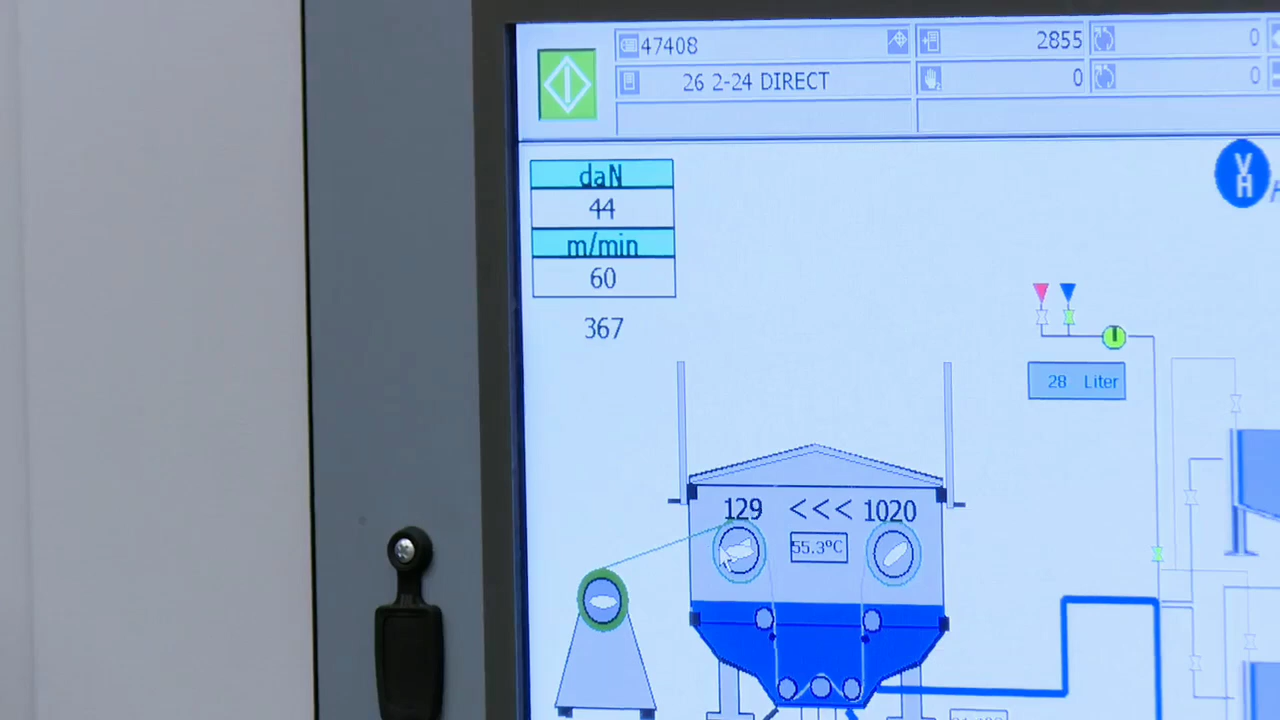 47408 2855 0
26 2-24 DIRECT 0 0
daN
44
m/min
60
367
VH
28 Liter
129 <<< 1020
55.3°C